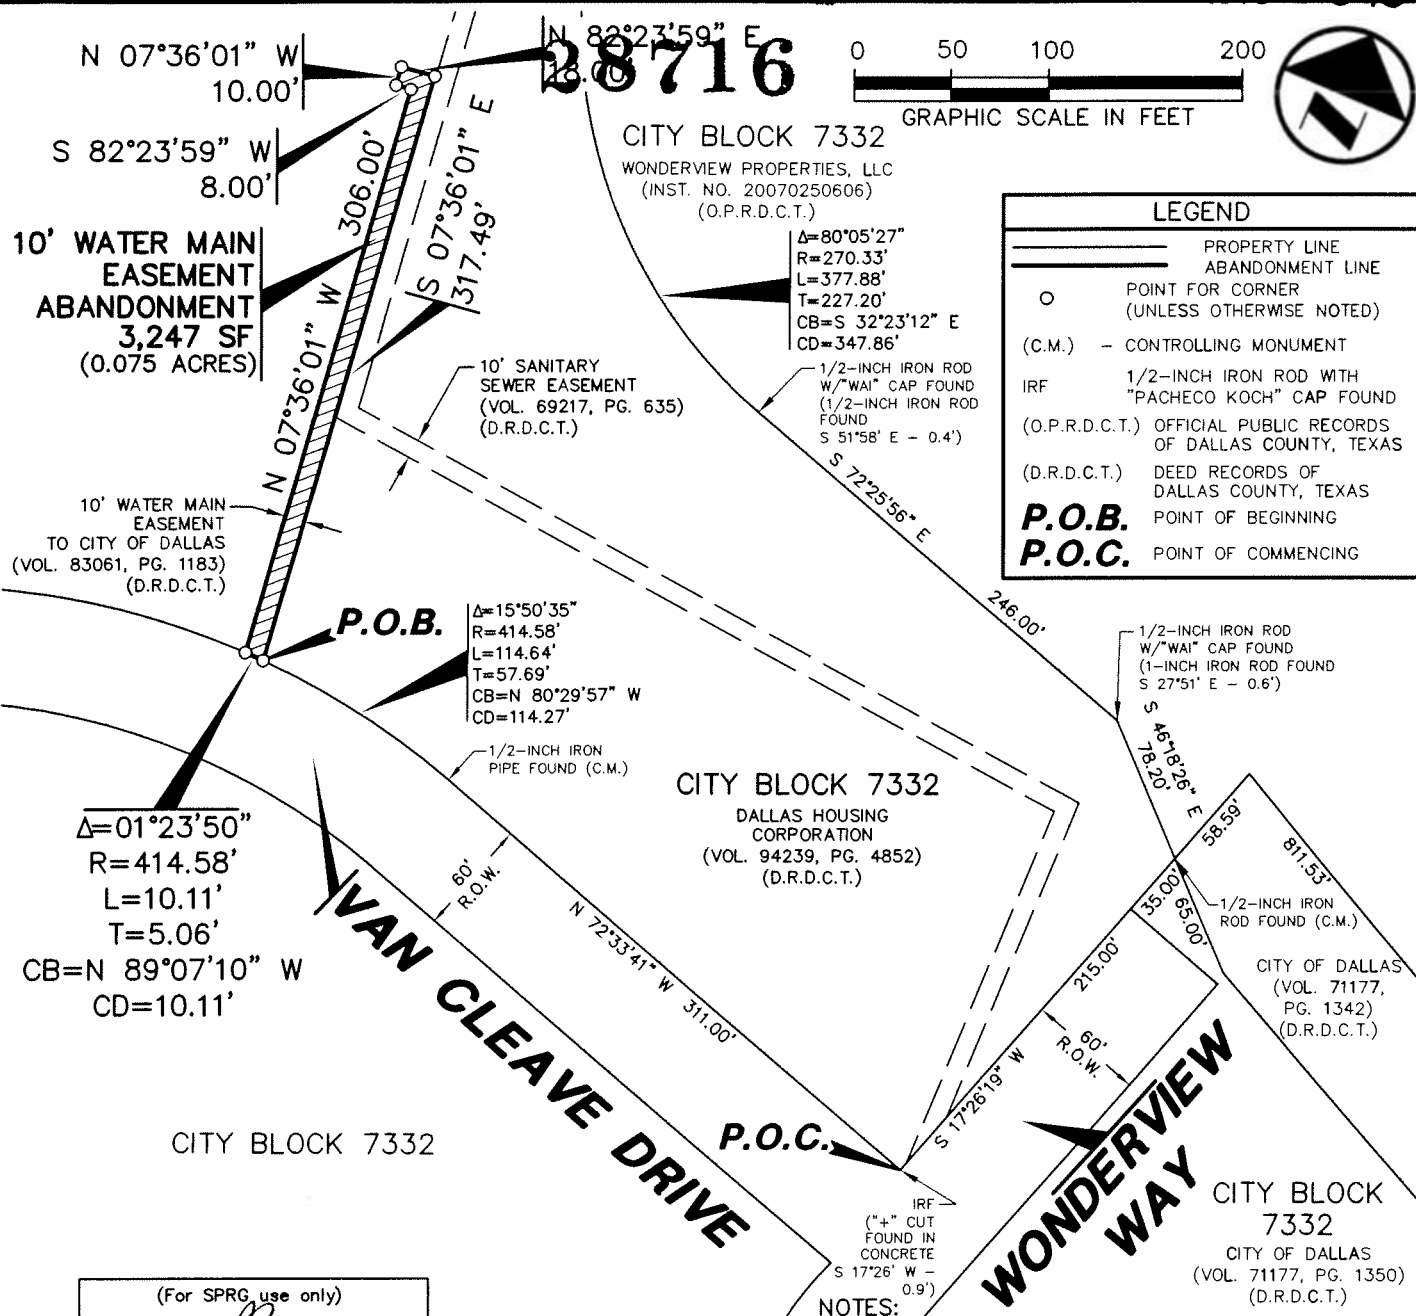 28716
N 07°36'01" W
10.00'
N 82°23'59" E
18.00'
S 82°23'59" W
8.00'
0 50 100 200
GRAPHIC SCALE IN FEET
N
CITY BLOCK 7332
WONDERVIEW PROPERTIES, LLC
(INST. NO. 20070250606)
(O.P.R.D.C.T.)
10' WATER MAIN
EASEMENT
ABANDONMENT
3,247 SF
(0.075 ACRES)
306.00'
N 07°36'01" W
S 07°36'01" E
317.49'
Δ=80°05'27"
R=270.33'
L=377.88'
T=227.20'
CB=S 32°23'12" E
CD=347.86'
LEGEND
PROPERTY LINE
ABANDONMENT LINE
POINT FOR CORNER
(UNLESS OTHERWISE NOTED)
(C.M.) - CONTROLLING MONUMENT
IRF 1/2-INCH IRON ROD WITH
"PACHECO KOCH" CAP FOUND
(O.P.R.D.C.T.) OFFICIAL PUBLIC RECORDS
OF DALLAS COUNTY, TEXAS
(D.R.D.C.T.) DEED RECORDS OF
DALLAS COUNTY, TEXAS
P.O.B. POINT OF BEGINNING
P.O.C. POINT OF COMMENCING
10' SANITARY
SEWER EASEMENT
(VOL. 69217, PG. 635)
(D.R.D.C.T.)
1/2-INCH IRON ROD
W/"WAI" CAP FOUND
(1/2-INCH IRON ROD
FOUND
S 51°58' E - 0.4')
S 72°25'56" E
246.00'
10' WATER MAIN
EASEMENT
TO CITY OF DALLAS
(VOL. 83061, PG. 1183)
(D.R.D.C.T.)
P.O.B.
Δ=15°50'35"
R=414.58'
L=114.64'
T=57.69'
CB=N 80°29'57" W
CD=114.27'
1/2-INCH IRON
PIPE FOUND (C.M.)
1/2-INCH IRON ROD
W/"WAI" CAP FOUND
(1-INCH IRON ROD FOUND
S 27°51' E - 0.6')
S 46°18'26" E
78.20'
58.59'
811.53'
35.00'
65.00'
1/2-INCH IRON
ROD FOUND (C.M.)
CITY BLOCK 7332
DALLAS HOUSING
CORPORATION
(VOL. 94239, PG. 4852)
(D.R.D.C.T.)
Δ=01°23'50"
R=414.58'
L=10.11'
T=5.06'
CB=N 89°07'10" W
CD=10.11'
60'
R.O.W.
VAN CLEAVE DRIVE
N 72°33'41" W 311.00'
215.00'
S 17°26'19" W
60'
R.O.W.
CITY OF DALLAS
(VOL. 71177,
PG. 1342)
(D.R.D.C.T.)
WONDERVIEW
WAY
CITY BLOCK 7332
P.O.C.
IRF
("+" CUT
FOUND IN
CONCRETE
S 17°26' W -
0.9')
CITY BLOCK
7332
CITY OF DALLAS
(VOL. 71177, PG. 1350)
(D.R.D.C.T.)
(For SPRG use only)
NOTES: